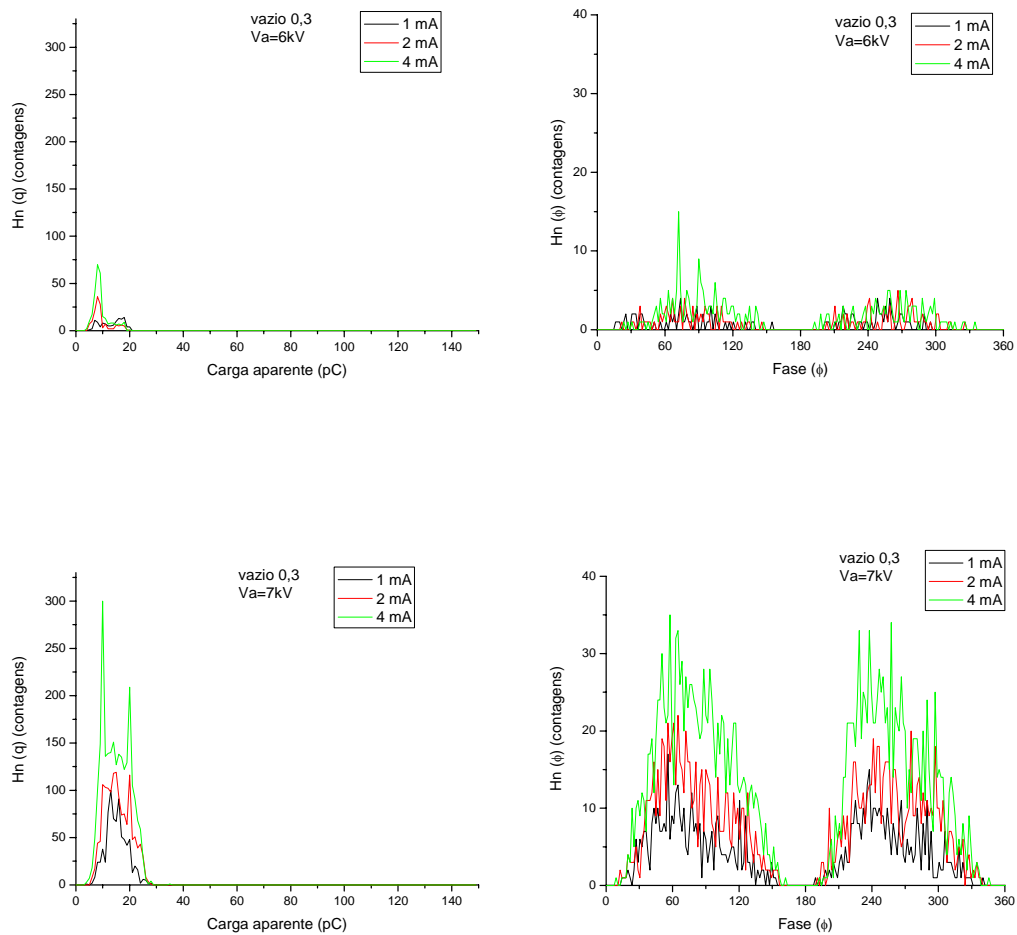 vazio 0,3
Va=6kV
1 mA
2 mA
4 mA
Hn (q) (contagens)
300
250
200
150
100
50
0
0 20 40 60 80 100 120 140
Carga aparente (pC)
vazio 0,3
Va=6kV
1 mA
2 mA
4 mA
Hn (ϕ) (contagens)
40
30
20
10
0
0 60 120 180 240 300 360
Fase (ϕ)
vazio 0,3
Va=7kV
1 mA
2 mA
4 mA
Hn (q) (contagens)
300
250
200
150
100
50
0
0 20 40 60 80 100 120 140
Carga aparente (pC)
vazio 0,3
Va=7kV
1 mA
2 mA
4 mA
Hn (ϕ) (contagens)
40
30
20
10
0
0 60 120 180 240 300 360
Fase (ϕ)